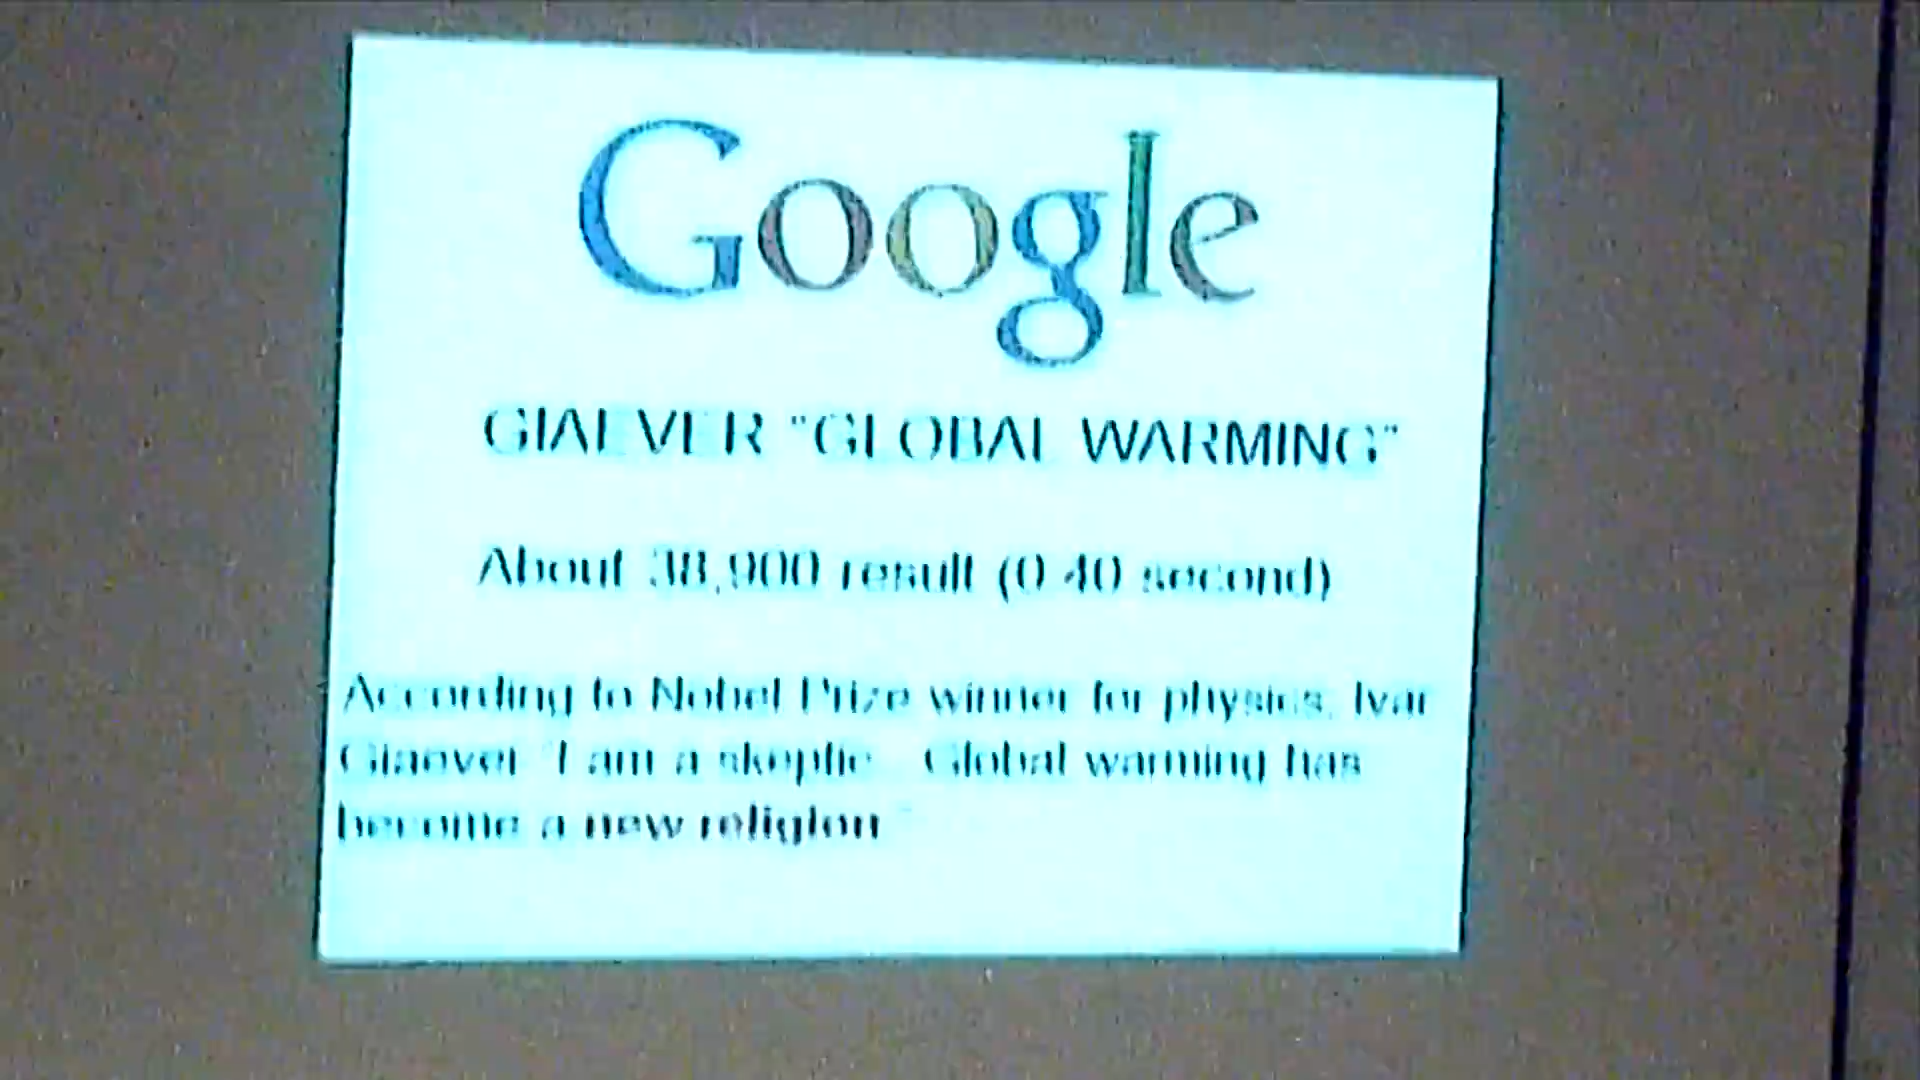 Google
GIAEVER "GLOBAL WARMING"
About 38,900 result (0.40 second)
According to Nobel Prize winner for physics, Ivar
Giaever "I am a skeptic... Global warming has
become a new religion."